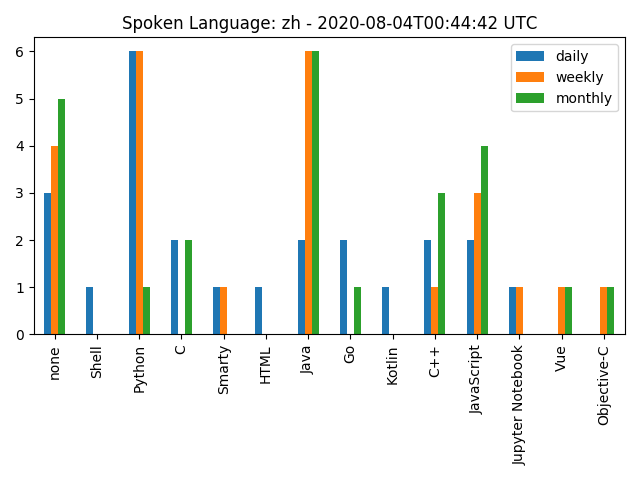 Spoken Language: zh - 2020-08-04T00:44:42 UTC
daily
weekly
monthly
6
5
4
3
2
1
0
none
Shell
Python
C
Smarty
HTML
Java
Go
Kotlin
C++
JavaScript
Jupyter Notebook
Vue
Objective-C